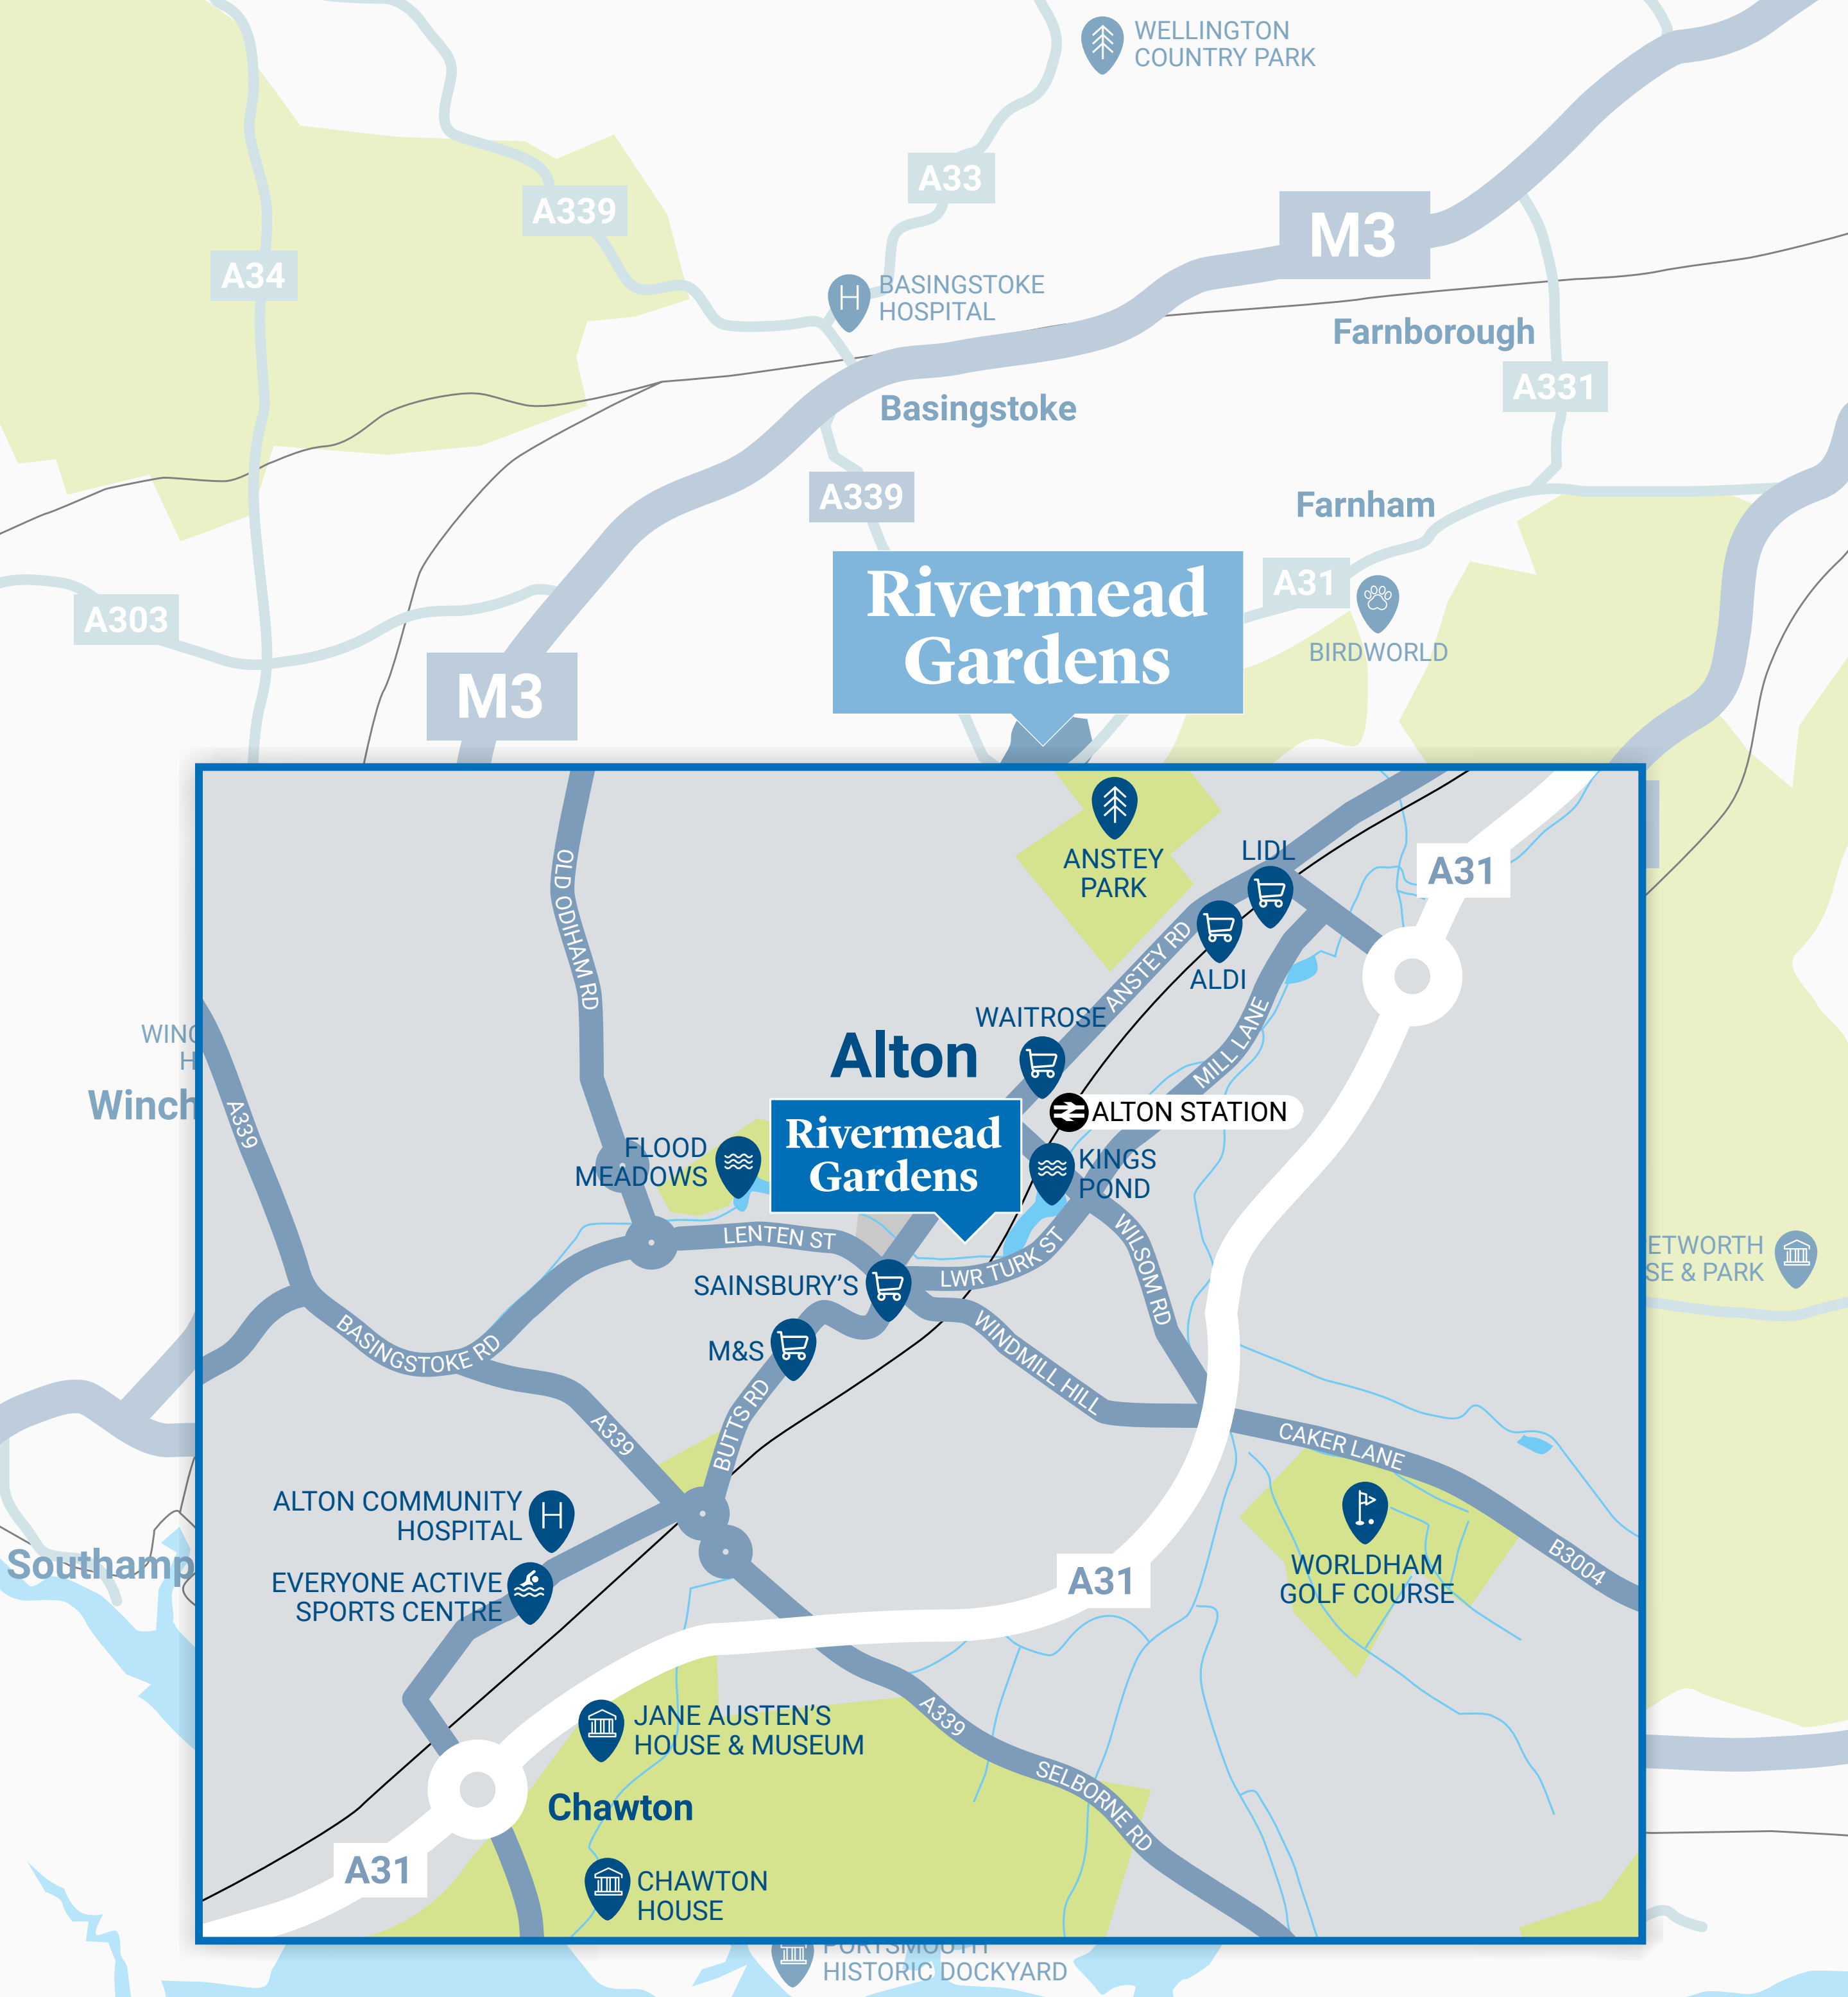 WELLINGTON
COUNTRY PARK
A33
A339
M3
A34
BASINGSTOKE
HOSPITAL
Farnborough
A331
Basingstoke
A339
Farnham
A31
Rivermead
Gardens
A303
BIRDWORLD
M3
ANSTEY
PARK
LIDL
A31
OLD ODIHAM RD
ALDI
ANSTEY RD
WAITROSE
MILL LANE
Alton
WINC
H
Winch
A339
ALTON STATION
Rivermead
Gardens
FLOOD
MEADOWS
KINGS
POND
LENTEN ST
LWR TURK ST
WILSOM RD
ETWORTH
SE & PARK
SAINSBURY'S
BASINGSTOKE RD
M&S
WINDMILL HILL
BUTTS RD
A339
CAKER LANE
ALTON COMMUNITY
HOSPITAL
Southamp
EVERYONE ACTIVE
SPORTS CENTRE
A31
WORLDHAM
GOLF COURSE
B3004
JANE AUSTEN'S
HOUSE & MUSEUM
A339
Chawton
SELBORNE RD
A31
CHAWTON
HOUSE
PORTSMOUTH
HISTORIC DOCKYARD